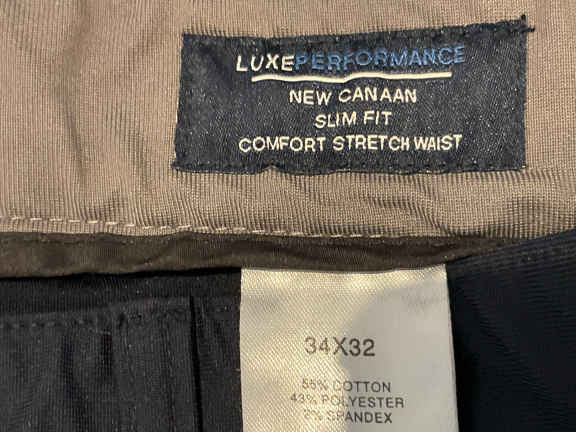 LUXEPERFORMANCE
NEW CANAAN
SLIM FIT
COMFORT STRETCH WAIST
34X32
55% COTTON
43% POLYESTER
2% SPANDEX